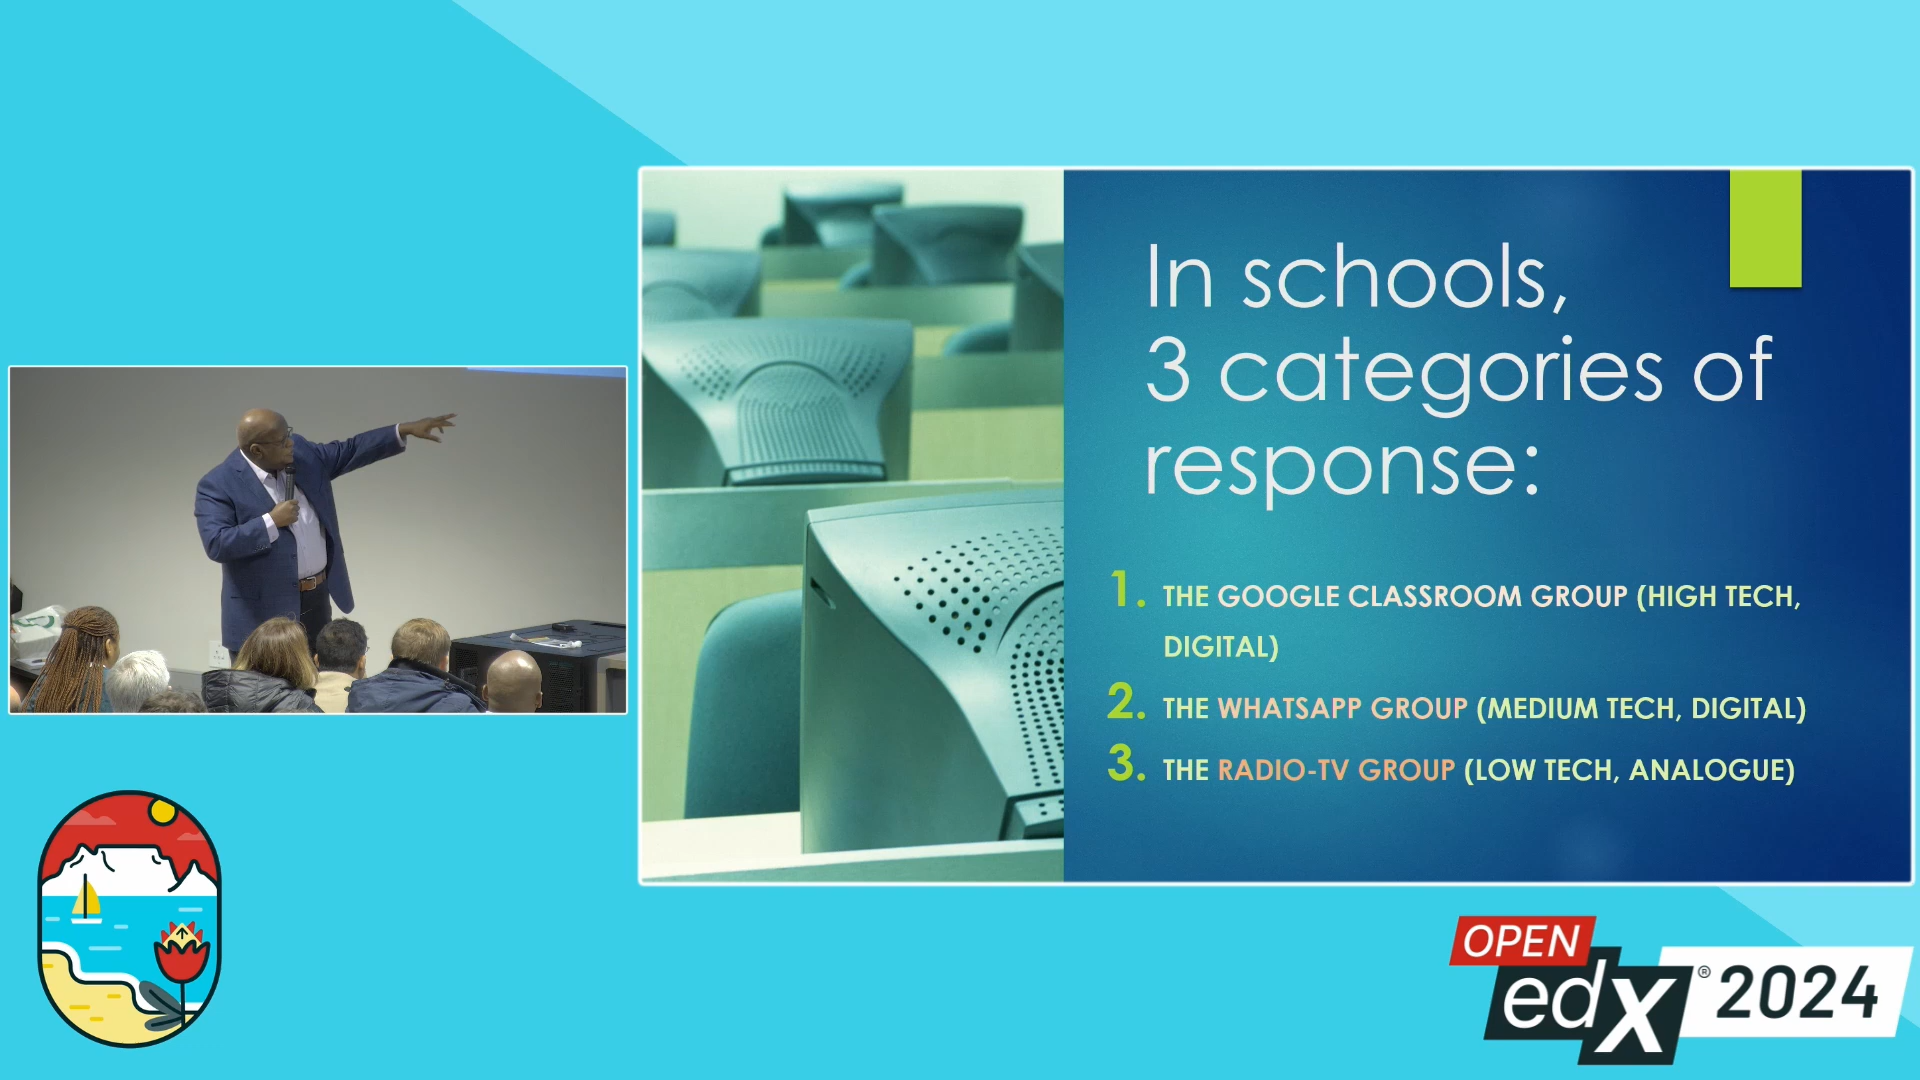 In schools,
3 categories of
response:
1. THE GOOGLE CLASSROOM GROUP (HIGH TECH,
DIGITAL)
2. THE WHATSAPP GROUP (MEDIUM TECH, DIGITAL)
3. THE RADIO-TV GROUP (LOW TECH, ANALOGUE)
OPEN
edX® 2024